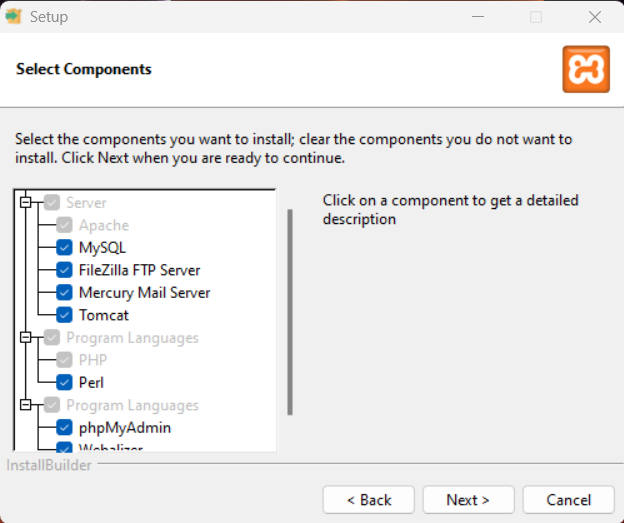 Setup
Select Components
Select the components you want to install; clear the components you do not want to
install. Click Next when you are ready to continue.
Server
Apache
MySQL
FileZilla FTP Server
Mercury Mail Server
Tomcat
Program Languages
PHP
Perl
Program Languages
phpMyAdmin
Webalizer
Click on a component to get a detailed
description
InstallBuilder
< Back
Next >
Cancel